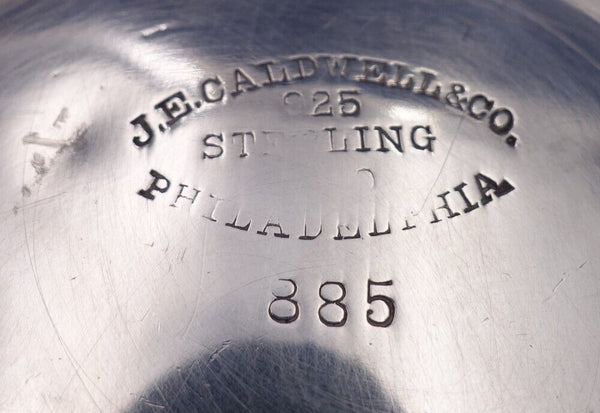 J.E. CALDWELL & CO.
925
STERLING
PHILADELPHIA
885